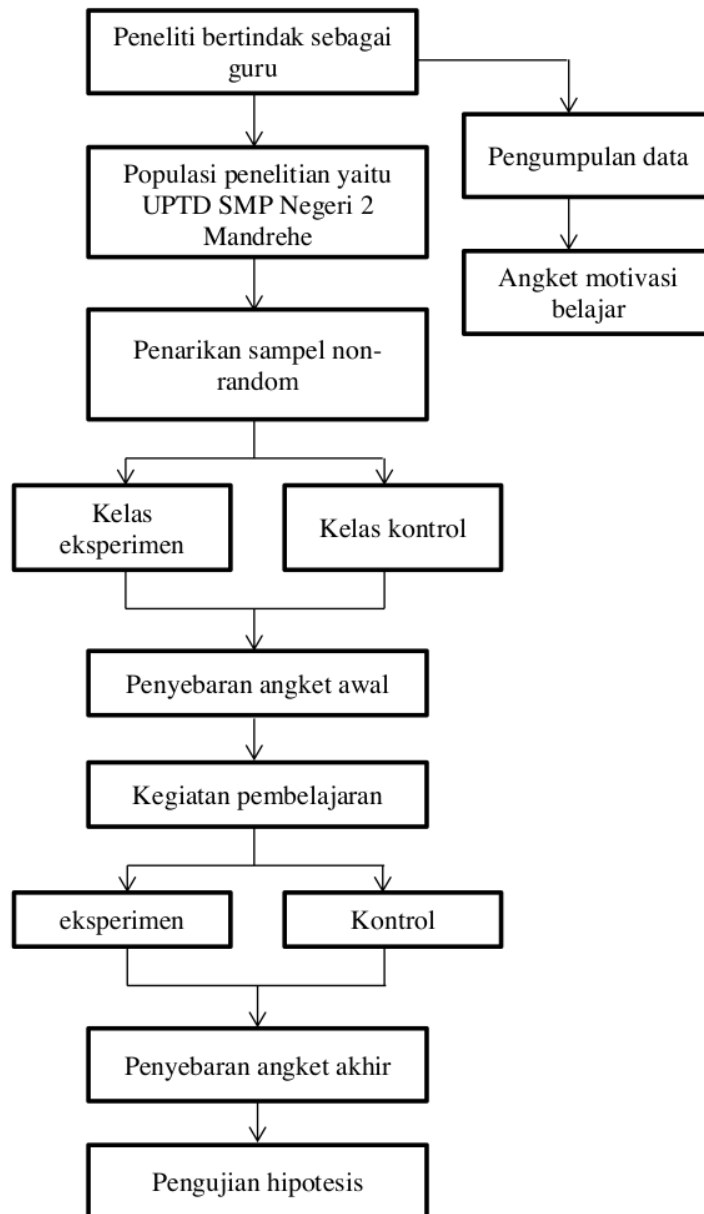 Peneliti bertindak sebagai
guru
Pengumpulan data
Populasi penelitian yaitu
UPTD SMP Negeri 2
Mandrehe
Angket motivasi
belajar
Penarikan sampel non-
random
Kelas
eksperimen
Kelas kontrol
Penyebaran angket awal
Kegiatan pembelajaran
eksperimen
Kontrol
Penyebaran angket akhir
Pengujian hipotesis